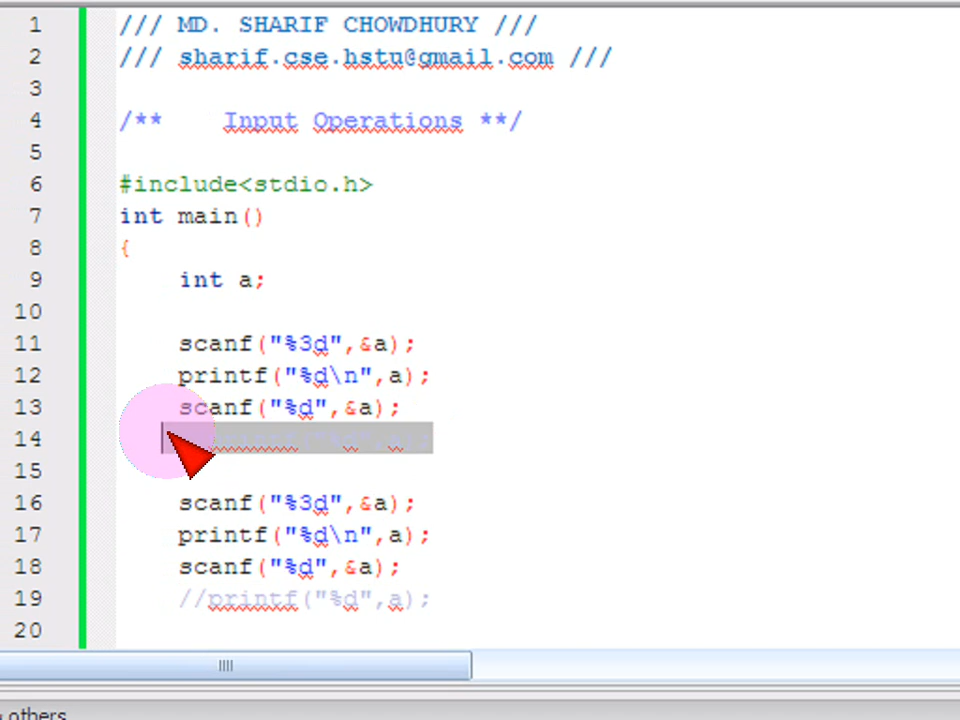 1 /// MD. SHARIF CHOWDHURY ///
2 /// sharif.cse.hstu@gmail.com ///
3
4 /** Input Operations **/
5
6 #include<stdio.h>
7 int main()
8 {
9 int a;
10
11 scanf("%3d",&a);
12 printf("%d\n",a);
13 scanf("%d",&a);
14
15
16 scanf("%3d",&a);
17 printf("%d\n",a);
18 scanf("%d",&a);
19 //printf("%d",a);
20
others